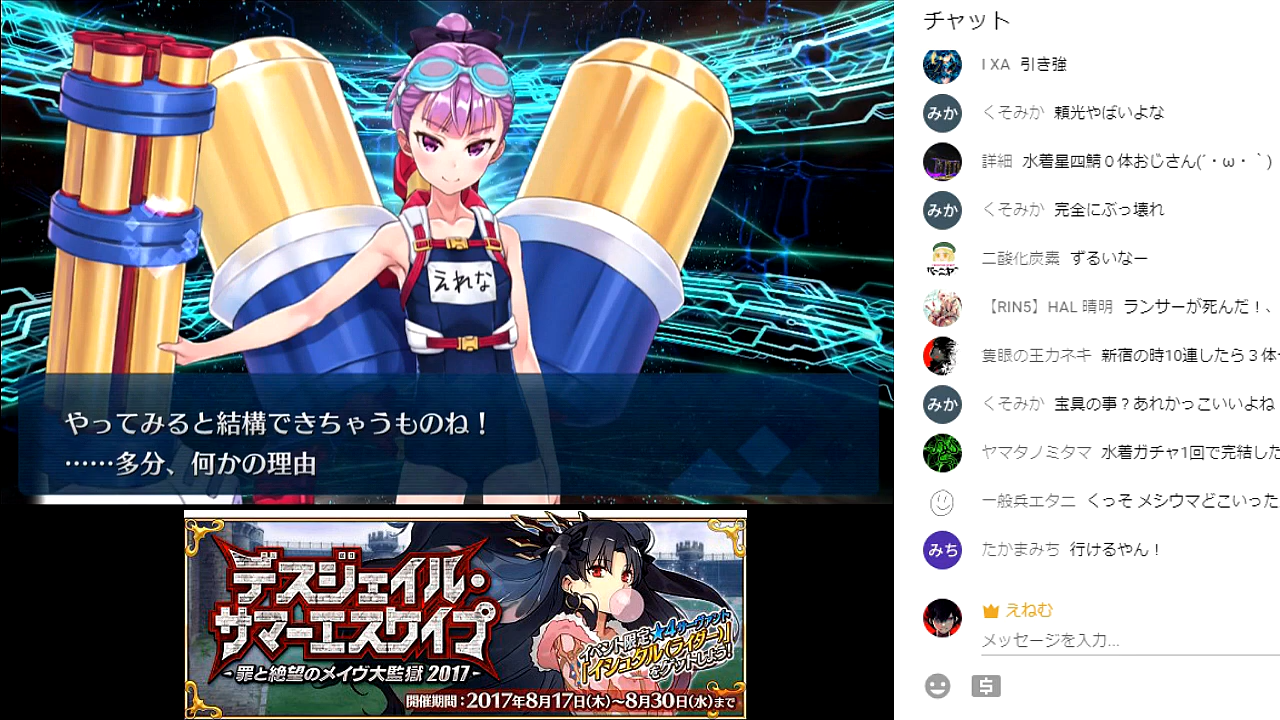 えれな
やってみると結構できちゃうものね！
……多分、何かの理由
デスジェイル・
サマーエスケイプ
-罪と絶望のメイヴ大監獄 2017-
イベント限定★4サーヴァント
「イシュタル(ライダー)」
をゲットしよう!
開催期間：2017年8月17日(木)～8月30日(水)まで
チャット
I XA 引き強
みか くそみか 頼光やばいよな
詳細 水着星四鯖０体おじさん(´・ω・｀)
みか くそみか 完全にぶっ壊れ
二酸化炭素 ずるいなー
【RIN5】HAL 晴明 ランサーが死んだ！、
隻眼の王カネキ 新宿の時10連したら３体
みか くそみか 宝具の事？あれかっこいいよね
ヤマタノミタマ 水着ガチャ1回で完結した
一般兵エタニ くっそ メシウマどこいった
みち たかまみち 行けるやん！
えねむ
メッセージを入力...